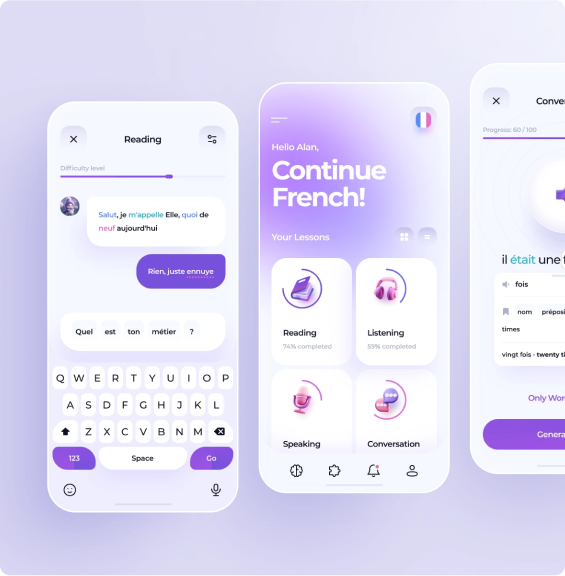 Reading
Difficulty level
Salut, je m'appelle Elle, quoi de
neuf aujourd'hui
Rien, juste ennuye
Quel est ton métier ?
Q W E R T Y U I O P
A S D F G H J K L
Z X C V B N M
123 Space Go
Hello Alan,
Continue
French!
Your Lessons
Reading
74% completed
Listening
59% completed
Speaking
Conversation
Conver
Progress: 60 / 100
il était une f
fois
nom préposi
times
vingt fois - twenty ti
Only Wor
Genera